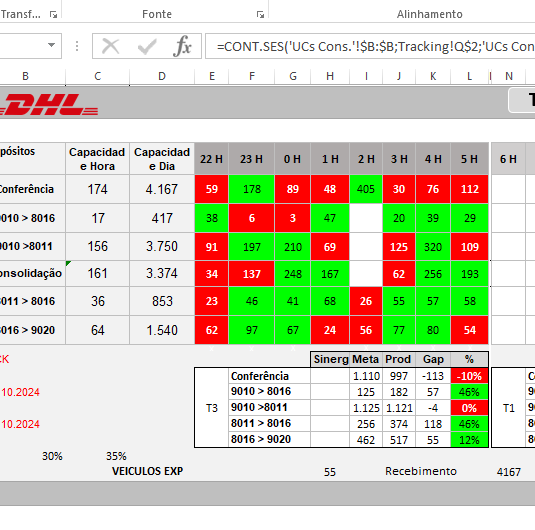 Transf...
Fonte
Alinhamento
fx
=CONT.SES('UCs Cons.'!$B:$B;Tracking!Q$2;'UCs Con
B C D E F G H I J K L N
DHL
T
pósitos Capacidad e Hora Capacidad e Dia 22 H 23 H 0 H 1 H 2 H 3 H 4 H 5 H 6 H
Conferência 174 4.167 59 178 89 48 405 30 76 112
9010 > 8016 17 417 38 6 3 47 20 39 29
9010 >8011 156 3.750 91 197 210 69 125 320 109
onsolidação 161 3.374 34 137 248 167 62 256 193
8011 > 8016 36 853 23 46 41 68 26 55 57 58
8016 > 9020 64 1.540 62 97 67 24 56 77 80 54
CK
Sinerg Meta Prod Gap %
Conferência 1.110 997 -113 -10%
10.2024 9010 > 8016 125 182 57 46%
T3 9010 >8011 1.125 1.121 -4 0% T1
10.2024 8011 > 8016 256 374 118 46%
8016 > 9020 462 517 55 12%
30% 35%
VEICULOS EXP 55 Recebimento 4167